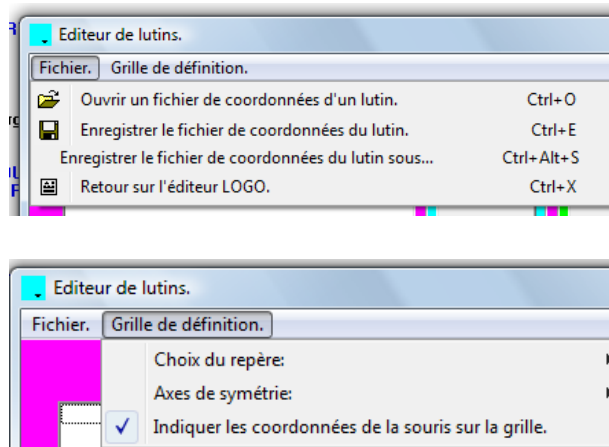 Editeur de lutins.
Fichier. Grille de définition.
Ouvrir un fichier de coordonnées d'un lutin. Ctrl+O
Enregistrer le fichier de coordonnées du lutin. Ctrl+E
Enregistrer le fichier de coordonnées du lutin sous... Ctrl+Alt+S
Retour sur l'éditeur LOGO. Ctrl+X
Editeur de lutins.
Fichier. Grille de définition.
Choix du repère:
Axes de symétrie:
Indiquer les coordonnées de la souris sur la grille.